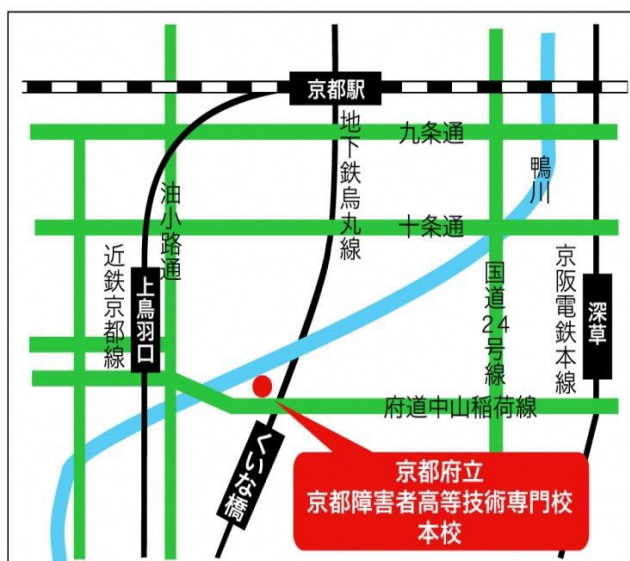 京都駅
九条通
地下鉄烏丸線
鴨川
油小路通
十条通
近鉄京都線
上鳥羽口
国道24号線
京阪電鉄本線
深草
府道中山稲荷線
くいな橋
京都府立
京都障害者高等技術専門校
本校